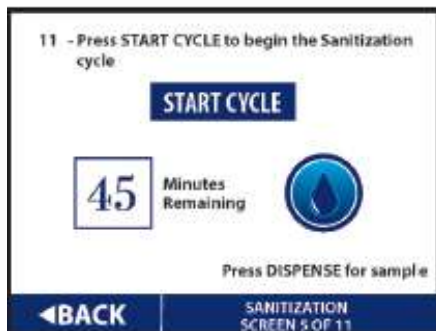 11 - Press START CYCLE to begin the Sanitization
cycle
START CYCLE
45
Minutes
Remaining
Press DISPENSE for sample
◀BACK
SANITIZATION
SCREEN 5 OF 11